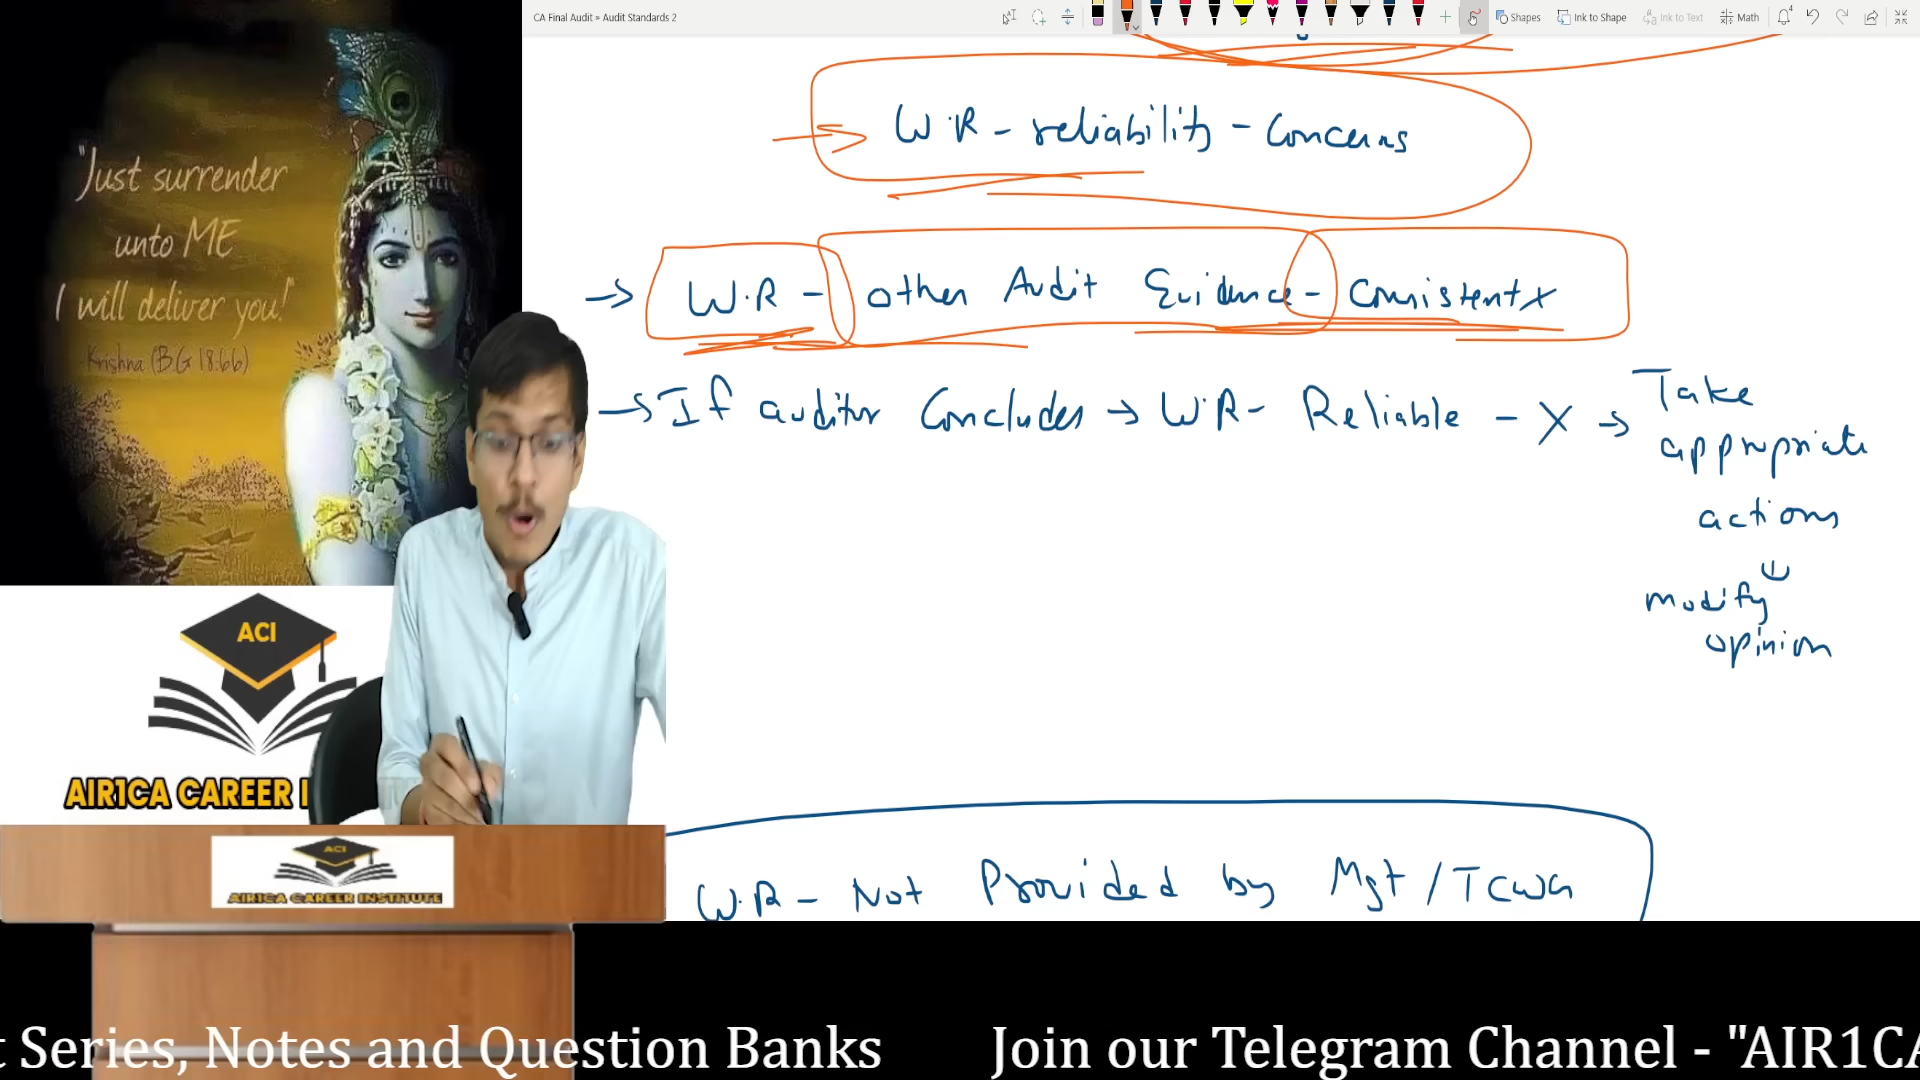 CA Final Audit » Audit Standards 2
Shapes
Ink to Shape
Ink to Text
Math
"Just surrender
unto ME
I will deliver you!"
-Krishna (B.G 18:66)
W.R - reliability - Concerns
→ W.R - other Audit Evidence - Consistent x
→ If auditor Concludes → W.R - Reliable - X → Take
appropriate
actions
↓
modify
opinion
W.R - Not Provided by Mgt / TCWG
ACI
AIR1CA CAREER I
ACI
AIR1CA CAREER INSTITUTE
t Series, Notes and Question Banks
Join our Telegram Channel - "AIR1CA